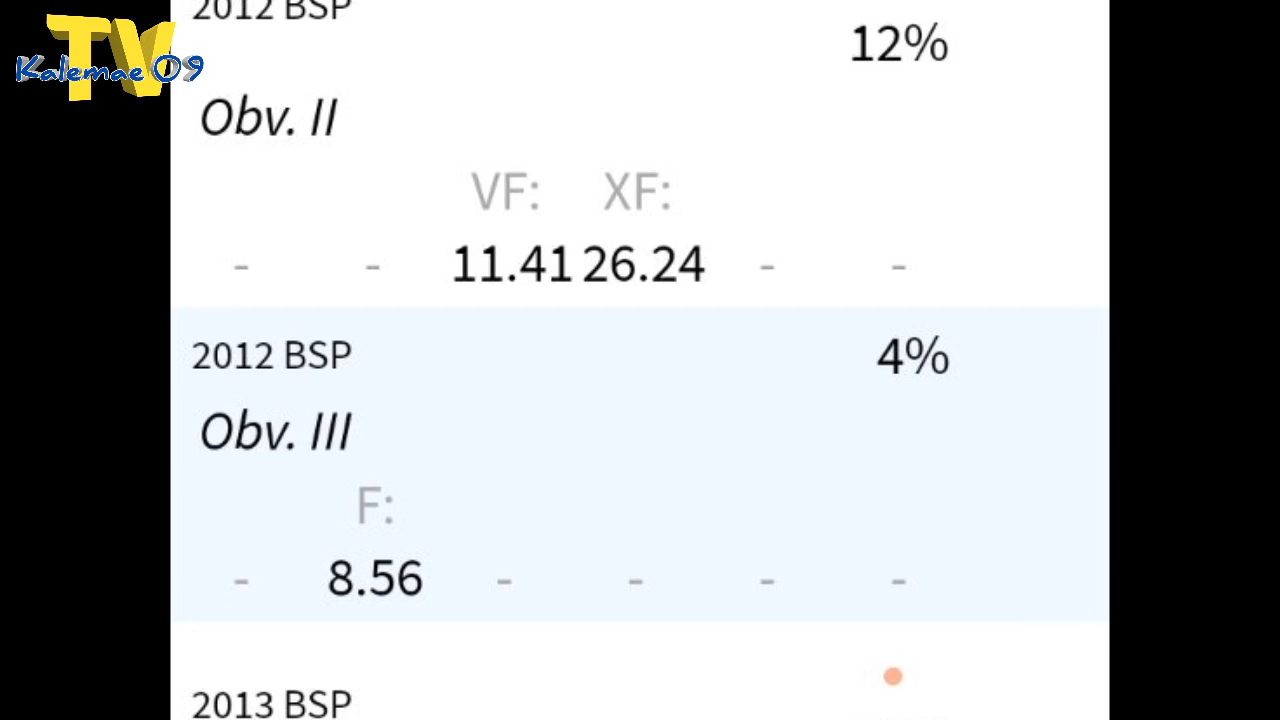 2012 BSP
12%
TV
Kalemae 09
Obv. II
VF: XF:
- - 11.41 26.24 - -
2012 BSP 4%
Obv. III
F:
- 8.56 - - - -
2013 BSP